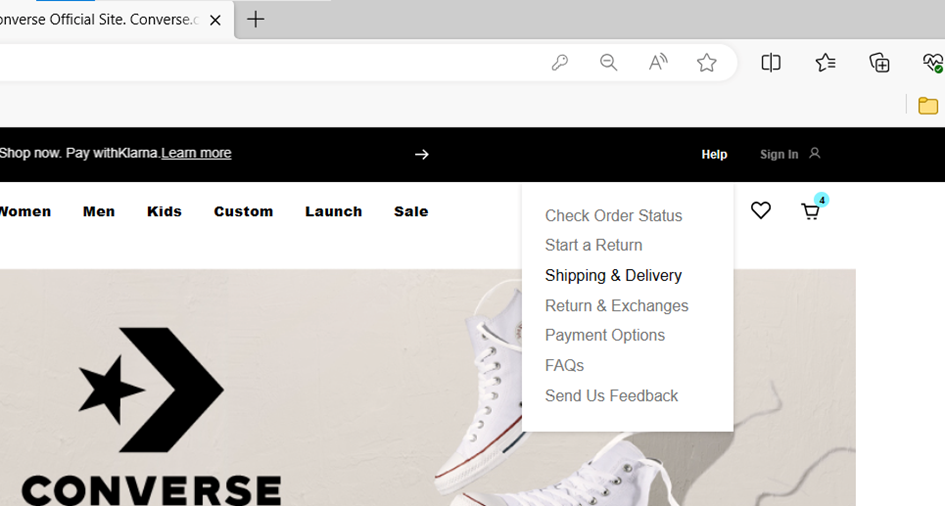 onverse Official Site. Converse.c
Shop now. Pay withKlarna.Learn more
Help
Sign In
Women Men Kids Custom Launch Sale
4
Check Order Status
Start a Return
Shipping & Delivery
Return & Exchanges
Payment Options
FAQs
Send Us Feedback
CONVERSE